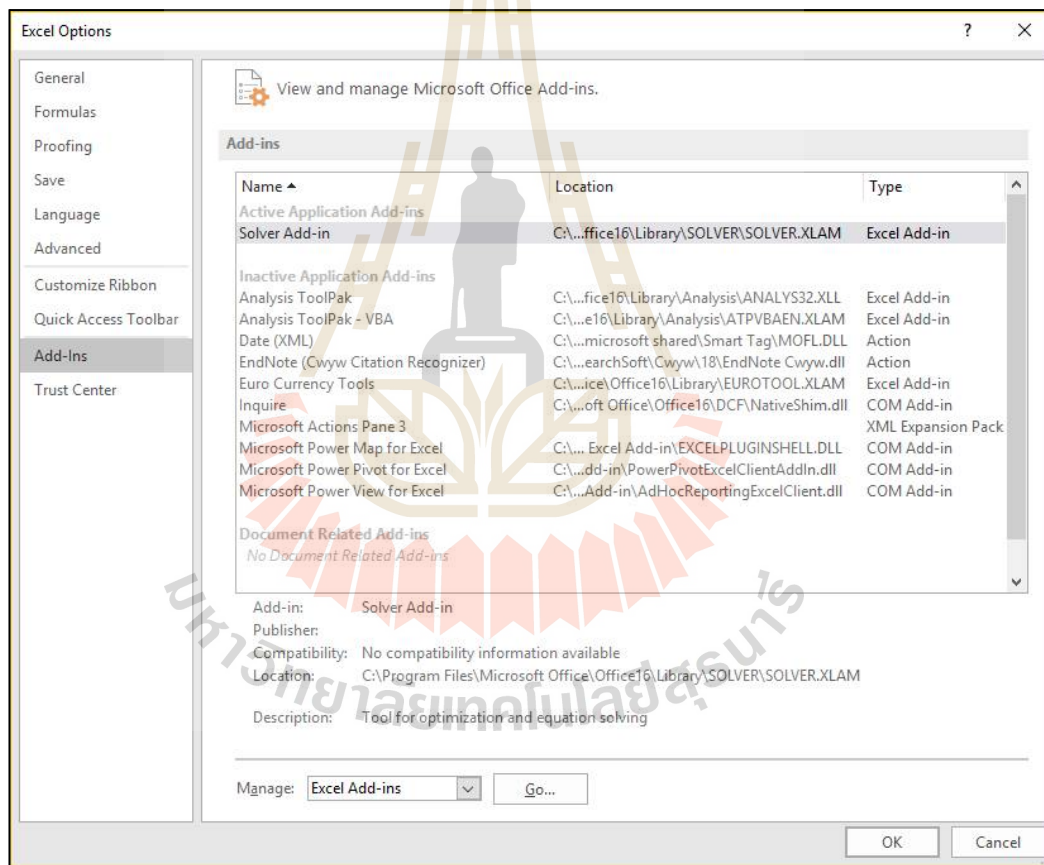 Excel Options ? ×
General
Formulas
Proofing
Save
Language
Advanced
Customize Ribbon
Quick Access Toolbar
Add-Ins
Trust Center
View and manage Microsoft Office Add-ins.
Add-ins
Name Location Type
Active Application Add-ins
Solver Add-in C:\...ffice16\Library\SOLVER\SOLVER.XLAM Excel Add-in
Inactive Application Add-ins
Analysis ToolPak C:\...fice16\Library\Analysis\ANALYS32.XLL Excel Add-in
Analysis ToolPak - VBA C:\...e16\Library\Analysis\ATPVBAEN.XLAM Excel Add-in
Date (XML) C:\...microsoft shared\Smart Tag\MOFL.DLL Action
EndNote (Cwyw Citation Recognizer) C:\...earchSoft\Cwyw\18\EndNote Cwyw.dll Action
Euro Currency Tools C:\...ice\Office16\Library\EUROTOOL.XLAM Excel Add-in
Inquire C:\...oft Office\Office16\DCF\NativeShim.dll COM Add-in
Microsoft Actions Pane 3 XML Expansion Pack
Microsoft Power Map for Excel C:\... Excel Add-in\EXCELPLUGINSHELL.DLL COM Add-in
Microsoft Power Pivot for Excel C:\...dd-in\PowerPivotExcelClientAddIn.dll COM Add-in
Microsoft Power View for Excel C:\...Add-in\AdHocReportingExcelClient.dll COM Add-in
Document Related Add-ins
No Document Related Add-ins
Add-in: Solver Add-in
Publisher:
Compatibility: No compatibility information available
Location: C:\Program Files\Microsoft Office\Office16\Library\SOLVER\SOLVER.XLAM
Description: Tool for optimization and equation solving
มหาวิทยาลัยเทคโนโลยีสุรนารี
Manage: Excel Add-ins Go...
OK Cancel